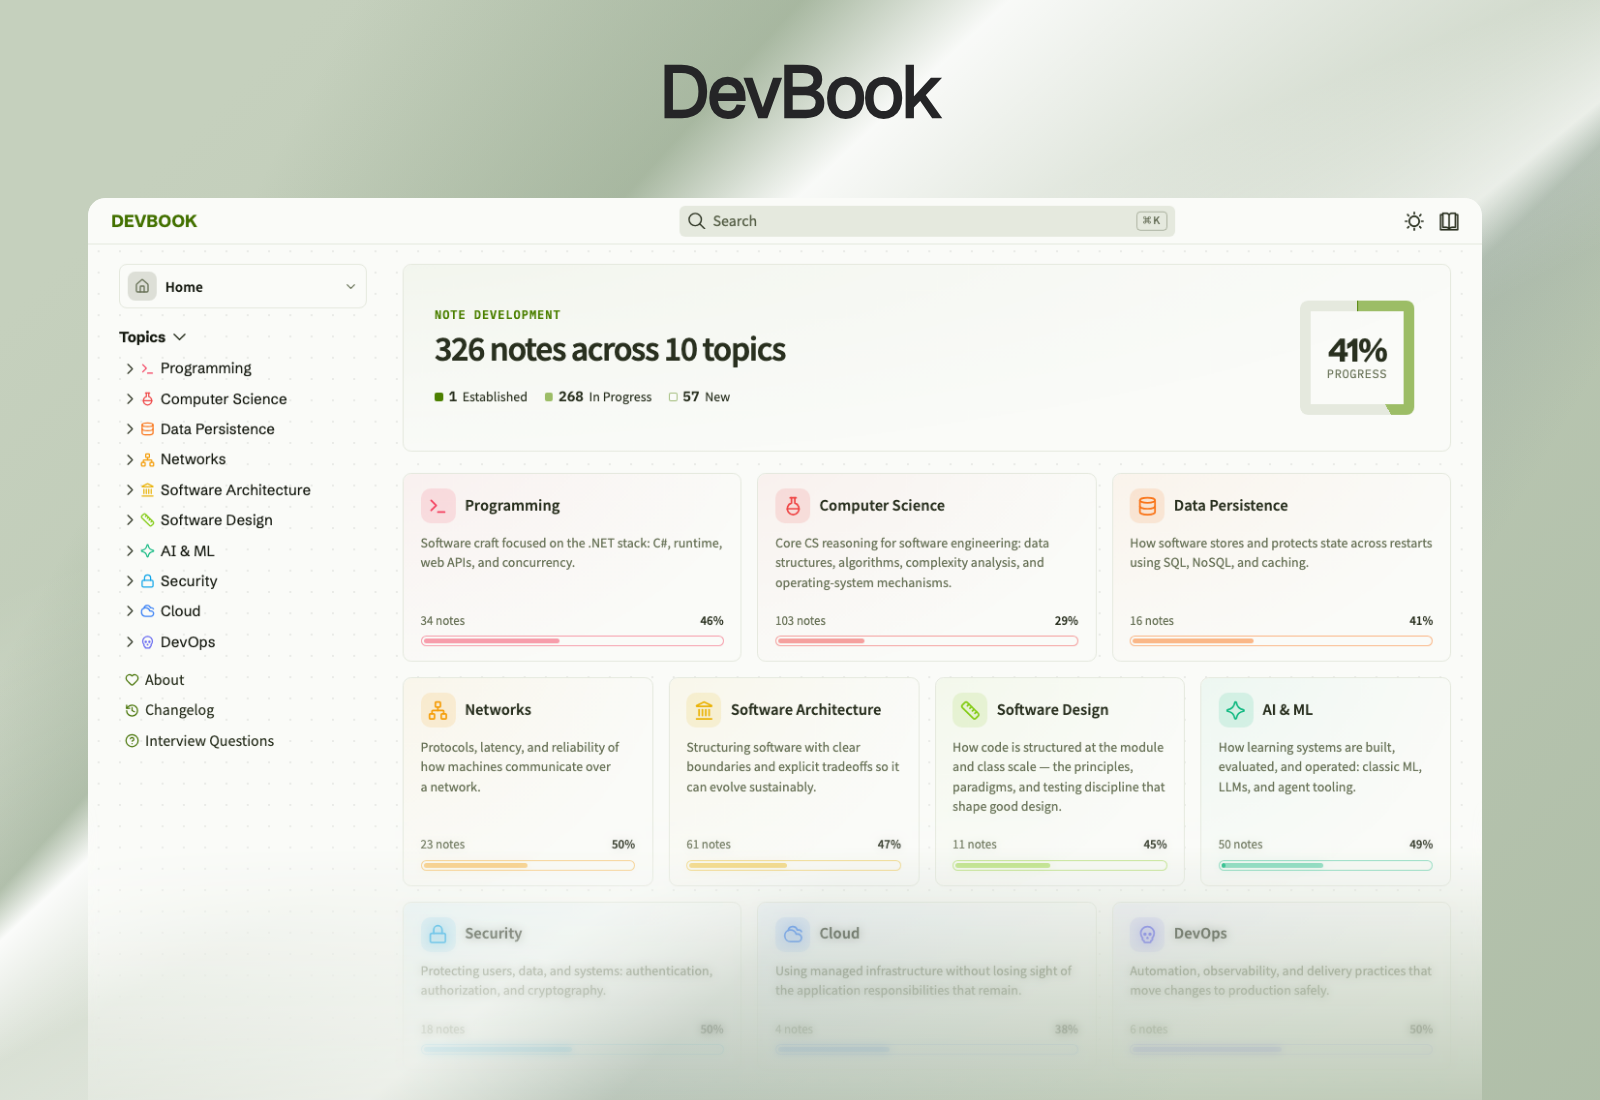 DevBook
DEVBOOK
Search
⌘K
Home
Topics
Programming
Computer Science
Data Persistence
Networks
Software Architecture
Software Design
AI & ML
Security
Cloud
DevOps
About
Changelog
Interview Questions
NOTE DEVELOPMENT
326 notes across 10 topics
1 Established
268 In Progress
57 New
41%
PROGRESS
Programming
Software craft focused on the .NET stack: C#, runtime,
web APIs, and concurrency.
34 notes
46%
Computer Science
Core CS reasoning for software engineering: data
structures, algorithms, complexity analysis, and
operating-system mechanisms.
103 notes
29%
Data Persistence
How software stores and protects state across restarts
using SQL, NoSQL, and caching.
16 notes
41%
Networks
Protocols, latency, and reliability of
how machines communicate over
a network.
23 notes
50%
Software Architecture
Structuring software with clear
boundaries and explicit tradeoffs so it
can evolve sustainably.
61 notes
47%
Software Design
How code is structured at the module
and class scale — the principles,
paradigms, and testing discipline that
shape good design.
11 notes
45%
AI & ML
How learning systems are built,
evaluated, and operated: classic ML,
LLMs, and agent tooling.
50 notes
49%
Security
Protecting users, data, and systems: authentication,
authorization, and cryptography.
18 notes
50%
Cloud
Using managed infrastructure without losing sight of
the application responsibilities that remain.
4 notes
38%
DevOps
Automation, observability, and delivery practices that
move changes to production safely.
6 notes
50%